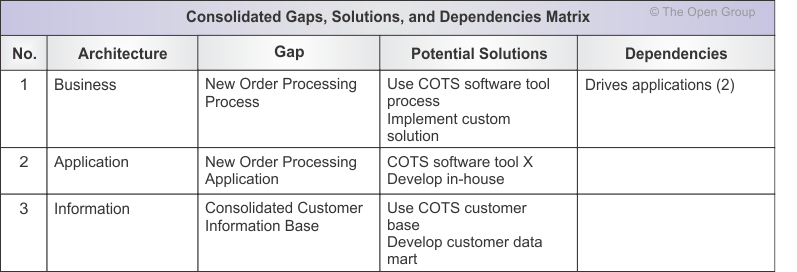 Consolidated Gaps, Solutions, and Dependencies Matrix
© The Open Group
No. Architecture Gap Potential Solutions Dependencies
1 Business New Order Processing Use COTS software tool Drives applications (2)
Process process
Implement custom
solution
2 Application New Order Processing COTS software tool X
Application Develop in-house
3 Information Consolidated Customer Use COTS customer
Information Base base
Develop customer data
mart